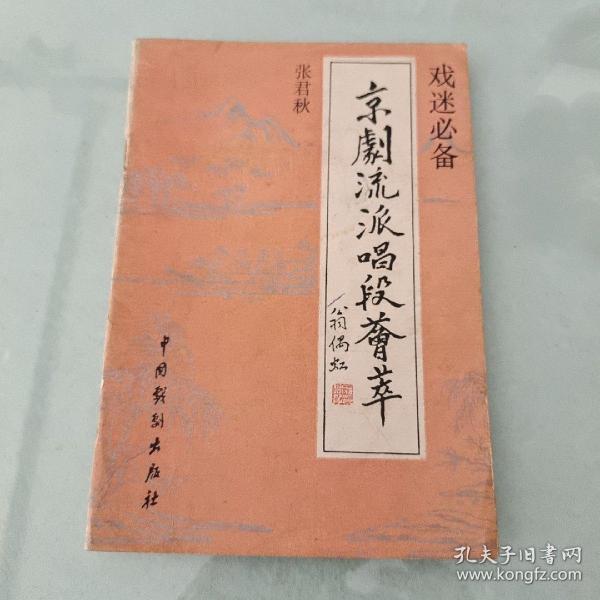 戏迷必备
京劇流派唱段薈萃
翁偶虹
张君秋
中国戏剧出版社
孔夫子旧书网
www.kongfz.com